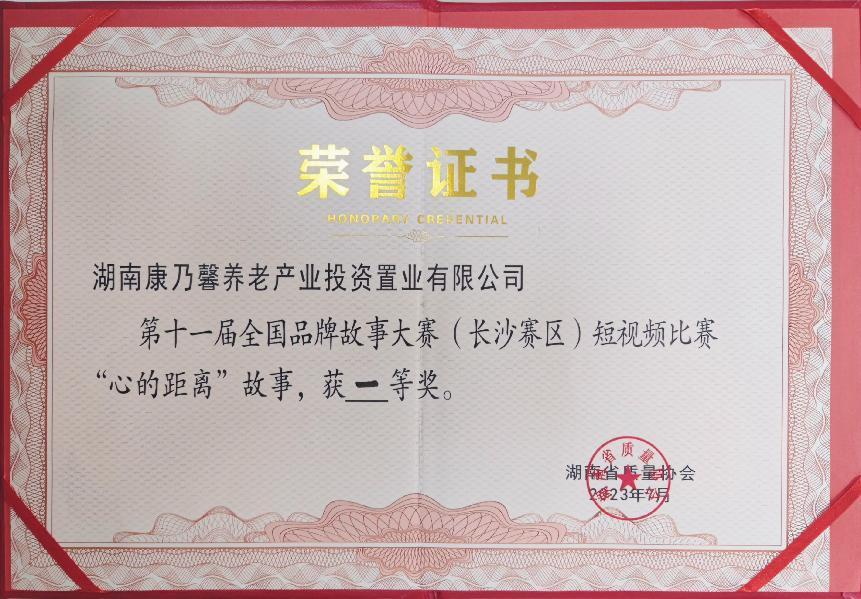 荣誉证书
HONORARY CREDENTIAL
湖南康乃馨养老产业投资置业有限公司
第十一届全国品牌故事大赛（长沙赛区）短视频比赛
“心的距离”故事，获一等奖。
湖南省质量协会
2023年 月